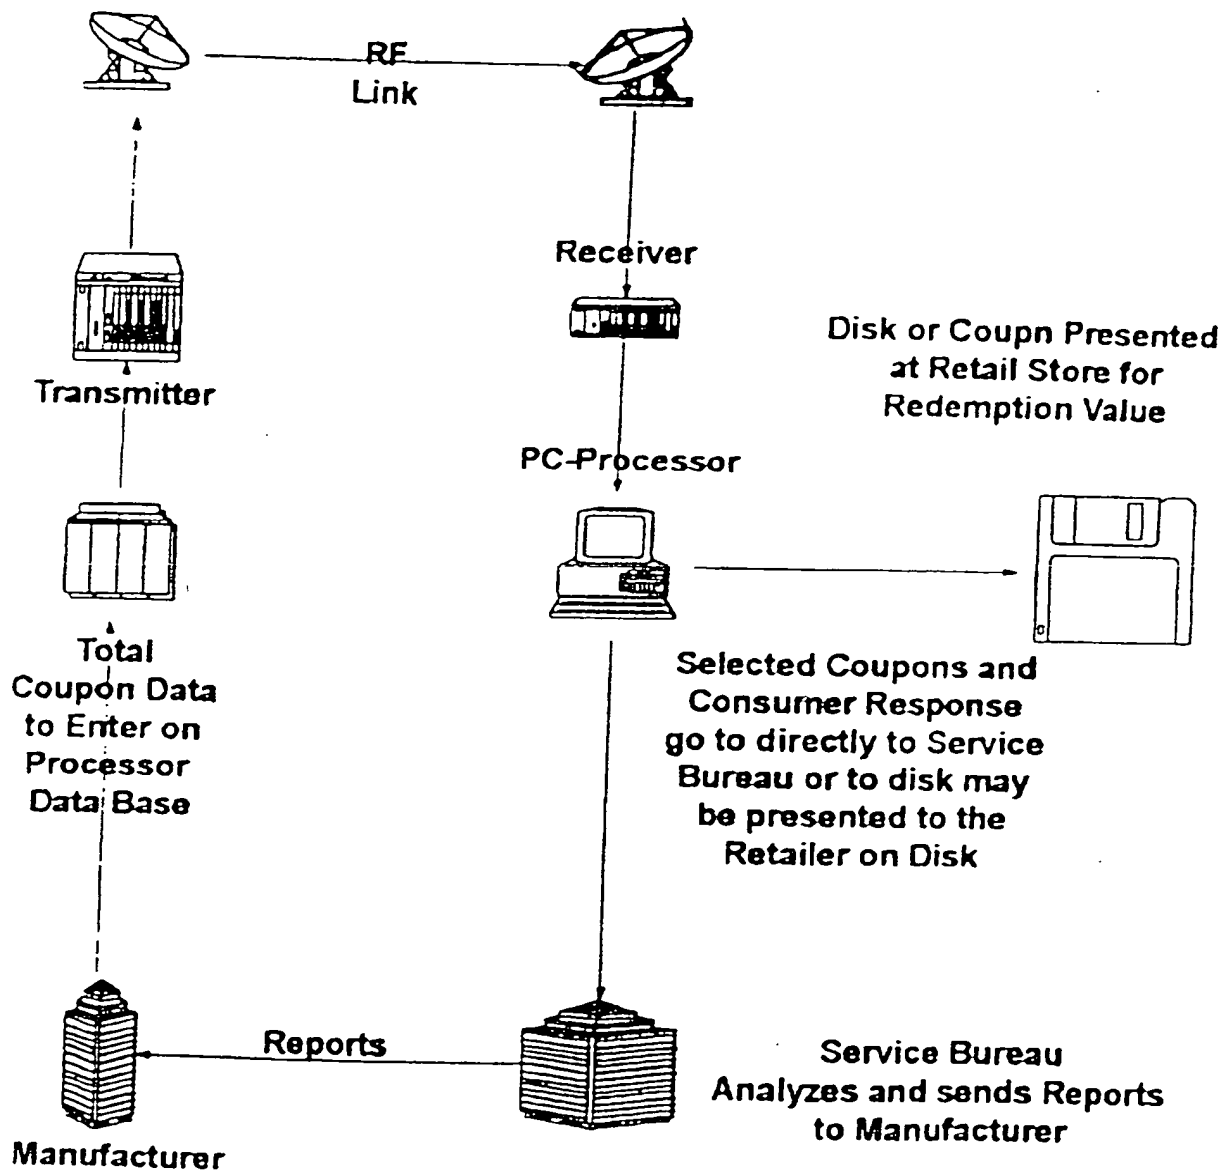 RF
Link
Receiver
Disk or Coupn Presented
at Retail Store for
Redemption Value
Transmitter
PC-Processor
Total
Coupon Data
to Enter on
Processor
Data Base
Selected Coupons and
Consumer Response
go to directly to Service
Bureau or to disk may
be presented to the
Retailer on Disk
Reports
Service Bureau
Analyzes and sends Reports
to Manufacturer
Manufacturer